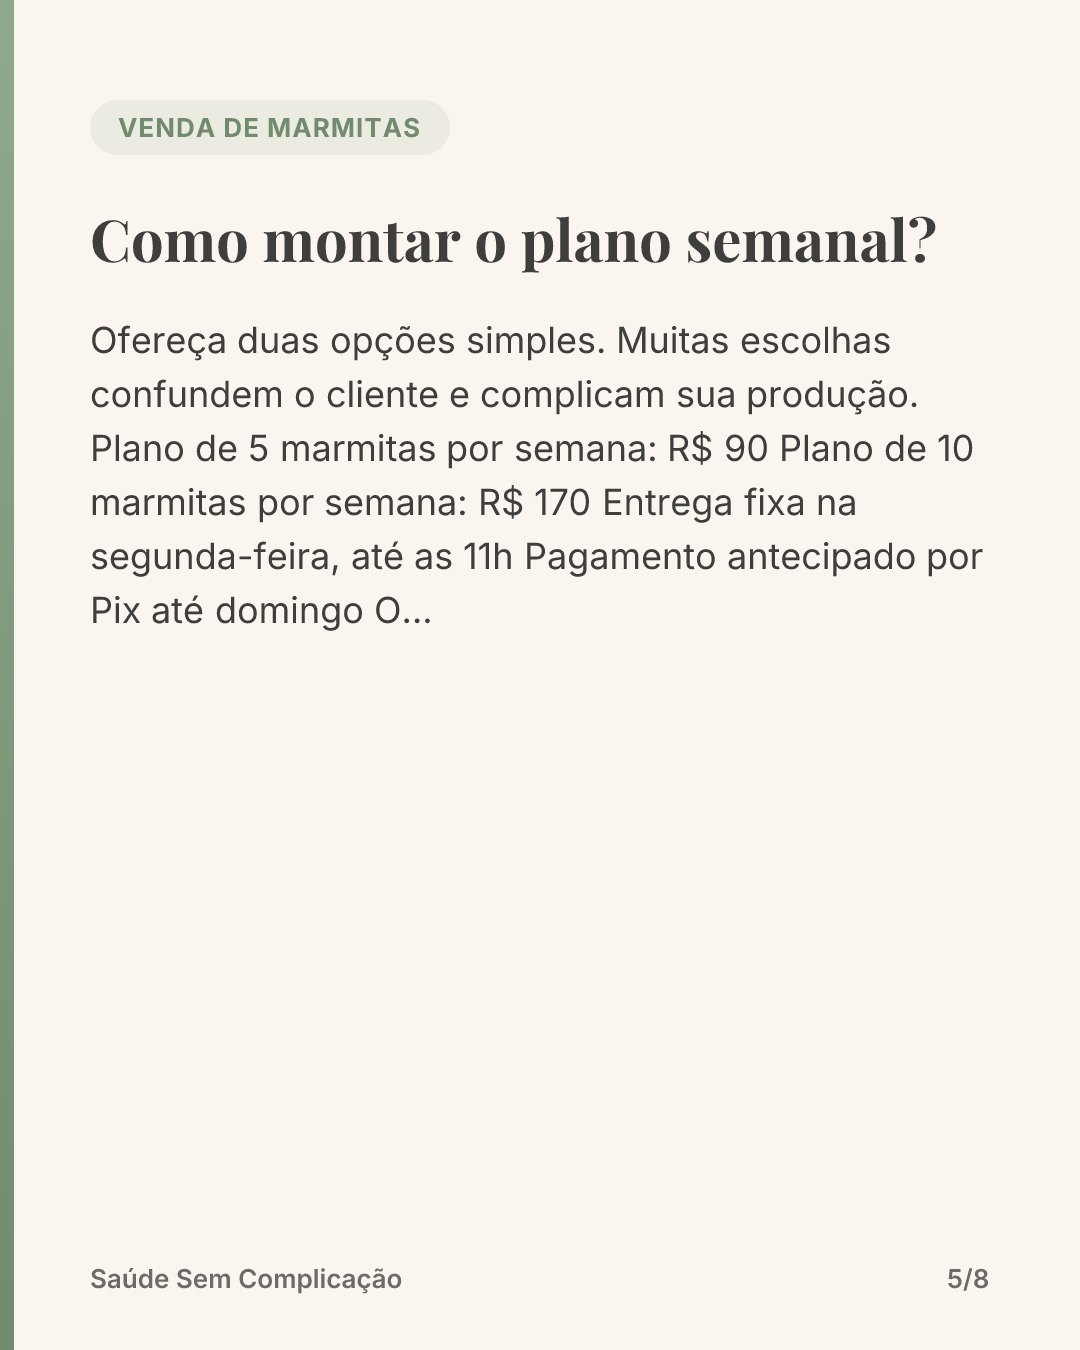 VENDA DE MARMITAS
Como montar o plano semanal?
Ofereça duas opções simples. Muitas escolhas
confundem o cliente e complicam sua produção.
Plano de 5 marmitas por semana: R$ 90 Plano de 10
marmitas por semana: R$ 170 Entrega fixa na
segunda-feira, até as 11h Pagamento antecipado por
Pix até domingo O...
Saúde Sem Complicação
5/8